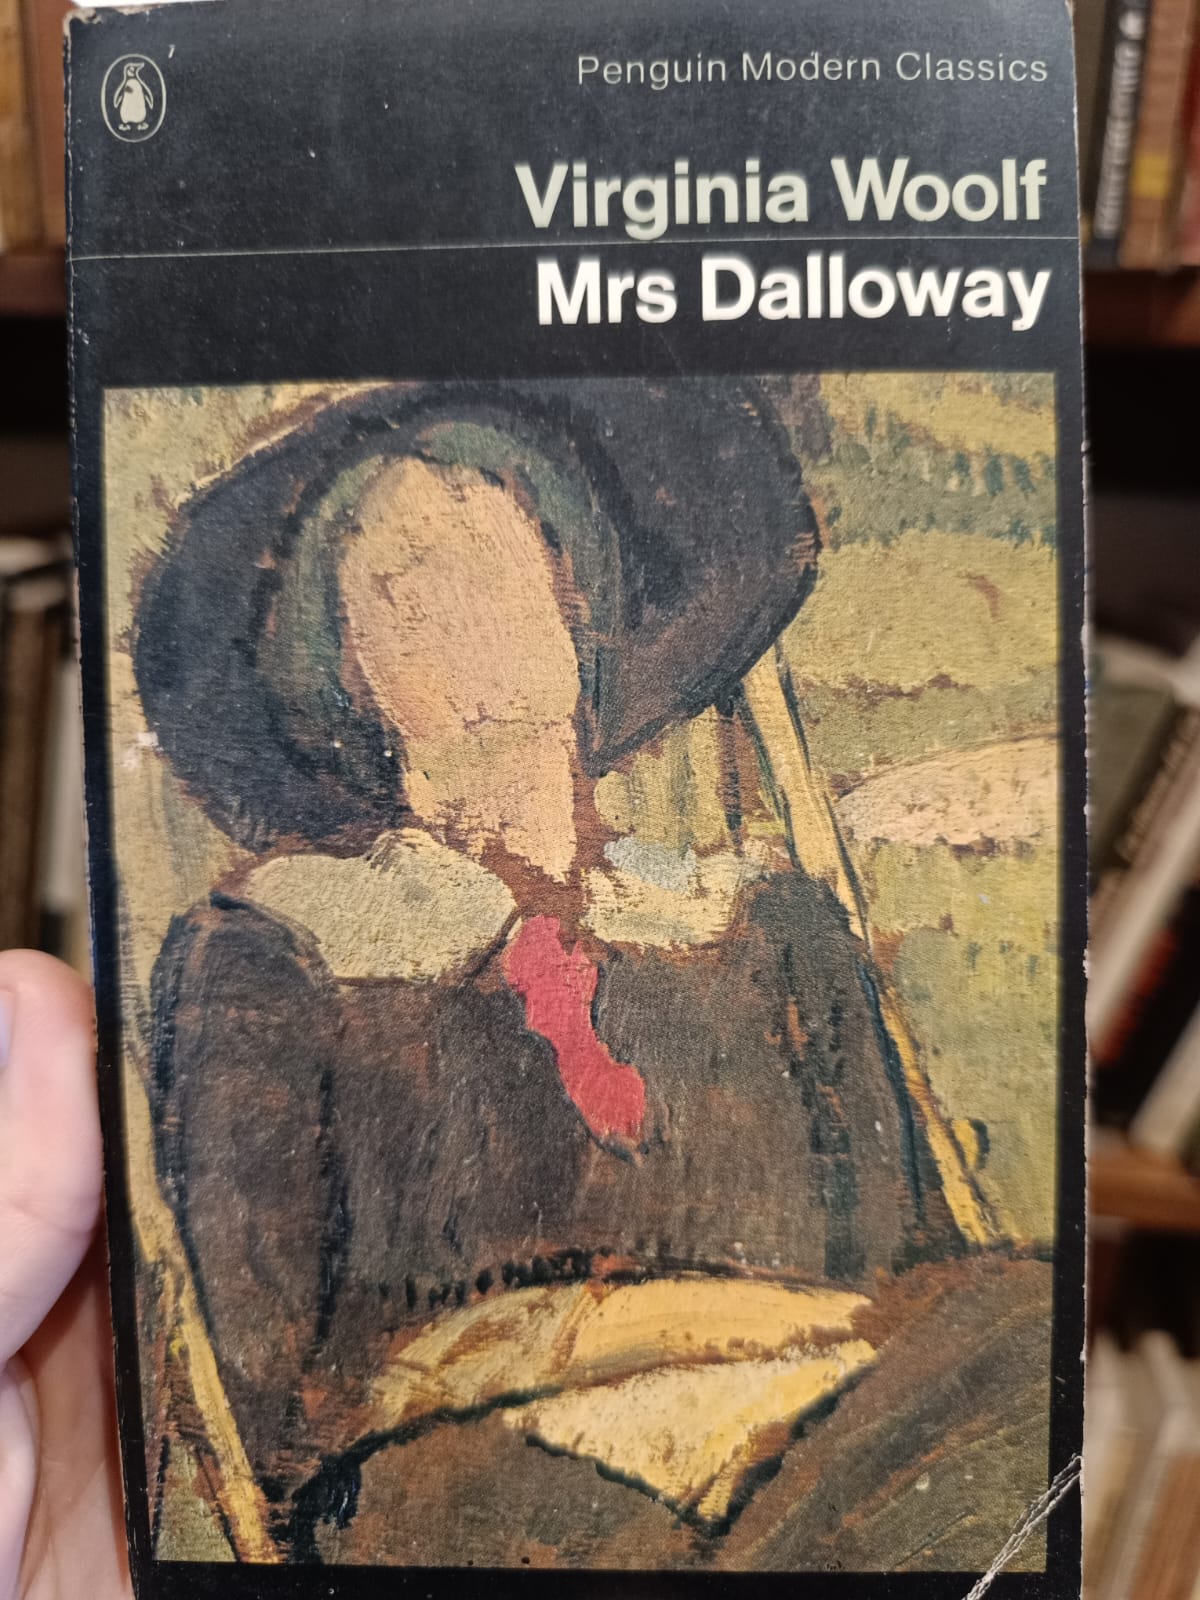 Penguin Modern Classics
Virginia Woolf
Mrs Dalloway